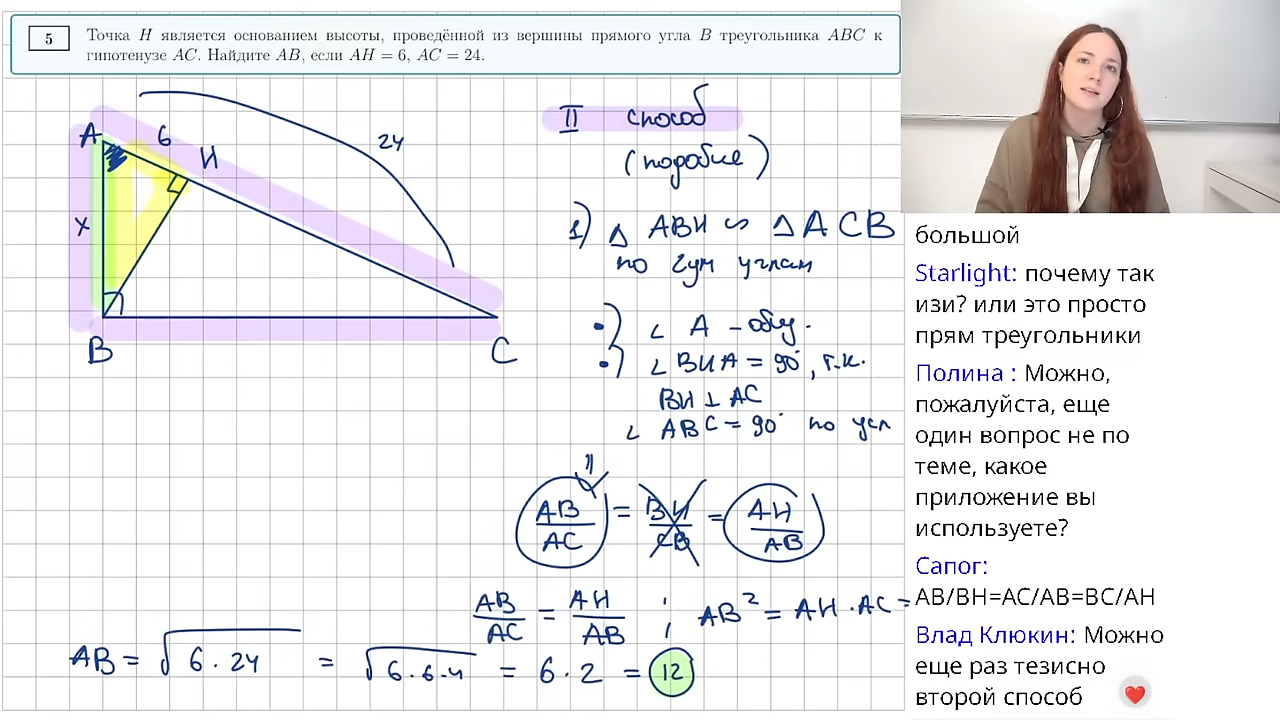 5
Точка H является основанием высоты, проведённой из вершины прямого угла B треугольника ABC к
гипотенузе AC. Найдите AB, если AH = 6, AC = 24.
A
6
H
24
x
B
C
II способ
(подобие)
1) Δ ABH ∽ Δ ACB
по двум углам
•) ∠ A - общ.
•) ∠ BHA = 90°, т.к.
BH ⊥ AC
∠ ABC = 90° по усл
⇓
AB/AC = BH/CB = AH/AB
AB/AC = AH/AB ; AB² = AH · AC =
AB = √6 · 24 = √6 · 6 · 4 = 6 · 2 = 12
большой
Starlight: почему так
изи? или это просто
прям треугольники
Полина : Можно,
пожалуйста, еще
один вопрос не по
теме, какое
приложение вы
используете?
Сапог:
AB/BH=AC/AB=BC/AH
Влад Клюкин: Можно
еще раз тезисно
второй способ